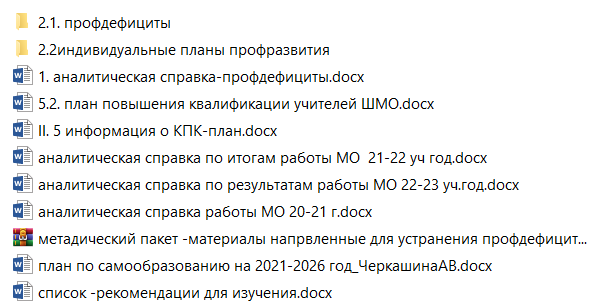 2.1. профдефициты
2.2индивидуальные планы профразвития
1. аналитическая справка-профдефициты.docx
5.2. план повышения квалификации учителей ШМО.docx
II. 5 информация о КПК-план.docx
аналитическая справка по итогам работы МО 21-22 уч год.docx
аналитическая справка по результатам работы МО 22-23 уч.год.docx
аналитическая справка работы МО 20-21 г.docx
метадический пакет -материалы напрвленные для устранения профдефицит...
план по самообразованию на 2021-2026 год_ЧеркашинаАВ.docx
список -рекомендации для изучения.docx